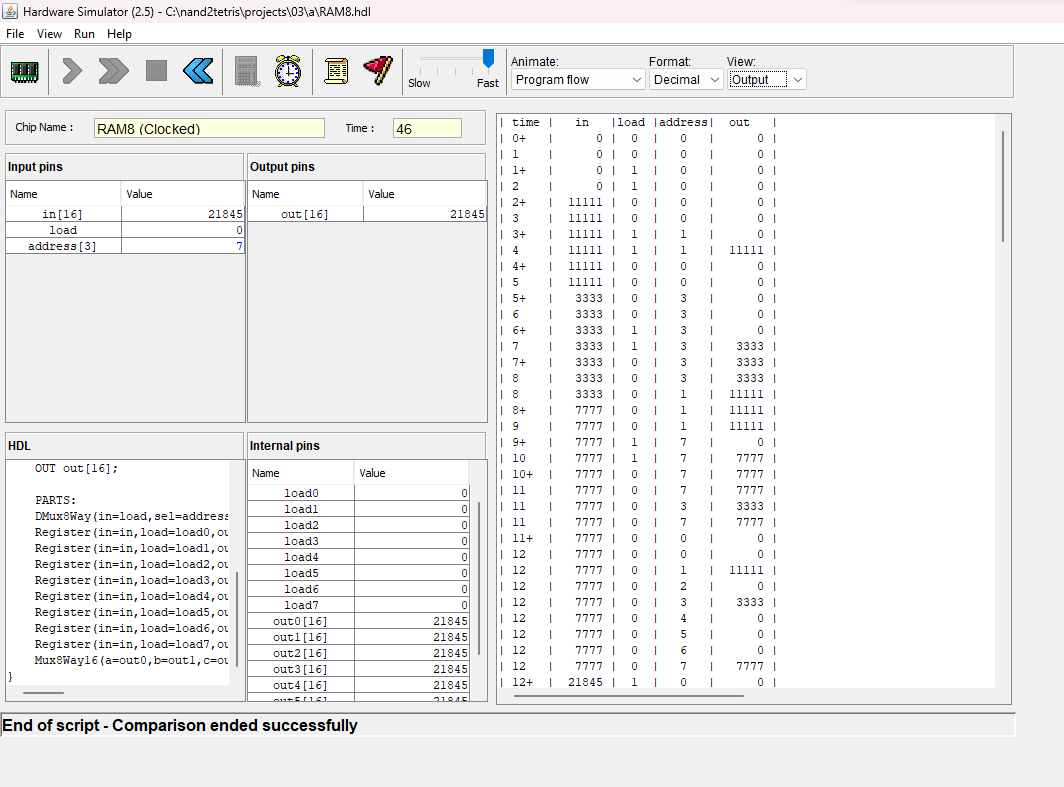 Hardware Simulator (2.5) - C:\nand2tetris\projects\03\a\RAM8.hdl
File View Run Help
Slow Fast
Animate: Format: View:
Program flow Decimal Output
Chip Name : RAM8 (Clocked) Time : 46
Input pins
Name Value
in[16] 21845
load 0
address[3] 7
Output pins
Name Value
out[16] 21845
HDL
OUT out[16];
PARTS:
DMux8Way(in=load,sel=address
Register(in=in,load=load0,ou
Register(in=in,load=load1,ou
Register(in=in,load=load2,ou
Register(in=in,load=load3,ou
Register(in=in,load=load4,ou
Register(in=in,load=load5,ou
Register(in=in,load=load6,ou
Register(in=in,load=load7,ou
Mux8Way16(a=out0,b=out1,c=ou
}
Internal pins
Name Value
load0 0
load1 0
load2 0
load3 0
load4 0
load5 0
load6 0
load7 0
out0[16] 21845
out1[16] 21845
out2[16] 21845
out3[16] 21845
out4[16] 21845
out5[16] 21845
| time | in |load |address| out |
| 0+ | 0 | 0 | 0 | 0 |
| 1 | 0 | 0 | 0 | 0 |
| 1+ | 0 | 1 | 0 | 0 |
| 2 | 0 | 1 | 0 | 0 |
| 2+ | 11111 | 0 | 0 | 0 |
| 3 | 11111 | 0 | 0 | 0 |
| 3+ | 11111 | 1 | 1 | 0 |
| 4 | 11111 | 1 | 1 | 11111 |
| 4+ | 11111 | 0 | 0 | 0 |
| 5 | 11111 | 0 | 0 | 0 |
| 5+ | 3333 | 0 | 3 | 0 |
| 6 | 3333 | 0 | 3 | 0 |
| 6+ | 3333 | 1 | 3 | 0 |
| 7 | 3333 | 1 | 3 | 3333 |
| 7+ | 3333 | 0 | 3 | 3333 |
| 8 | 3333 | 0 | 3 | 3333 |
| 8 | 3333 | 0 | 1 | 11111 |
| 8+ | 7777 | 0 | 1 | 11111 |
| 9 | 7777 | 0 | 1 | 11111 |
| 9+ | 7777 | 1 | 7 | 0 |
| 10 | 7777 | 1 | 7 | 7777 |
| 10+ | 7777 | 0 | 7 | 7777 |
| 11 | 7777 | 0 | 7 | 7777 |
| 11 | 7777 | 0 | 3 | 3333 |
| 11 | 7777 | 0 | 7 | 7777 |
| 11+ | 7777 | 0 | 0 | 0 |
| 12 | 7777 | 0 | 0 | 0 |
| 12 | 7777 | 0 | 1 | 11111 |
| 12 | 7777 | 0 | 2 | 0 |
| 12 | 7777 | 0 | 3 | 3333 |
| 12 | 7777 | 0 | 4 | 0 |
| 12 | 7777 | 0 | 5 | 0 |
| 12 | 7777 | 0 | 6 | 0 |
| 12 | 7777 | 0 | 7 | 7777 |
| 12+ | 21845 | 1 | 0 | 0 |
End of script - Comparison ended successfully